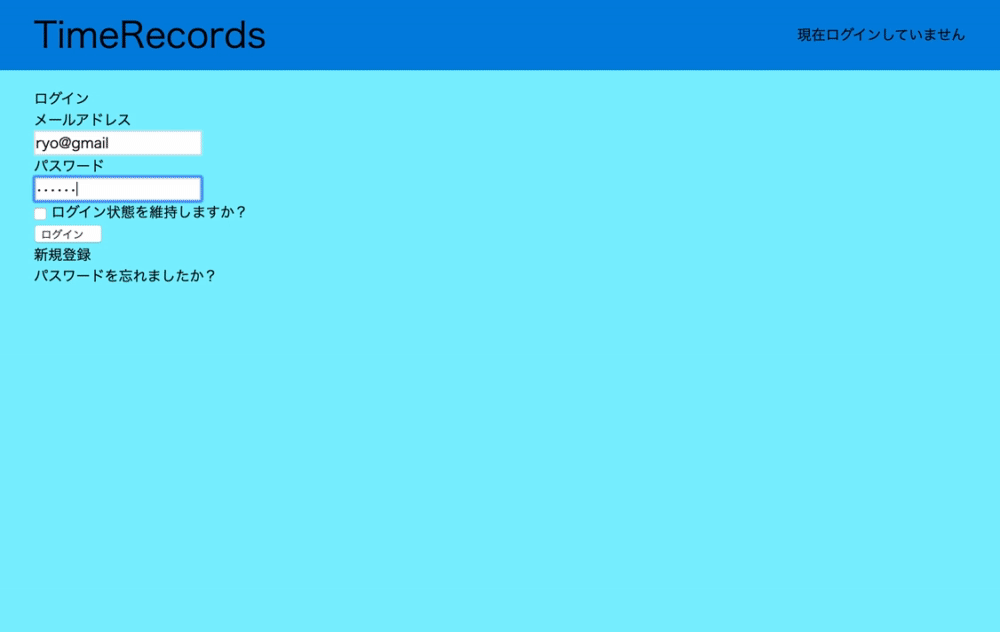 TimeRecords
現在ログインしていません
ログイン
メールアドレス
ryo@gmail
パスワード
······
ログイン状態を維持しますか？
ログイン
新規登録
パスワードを忘れましたか？